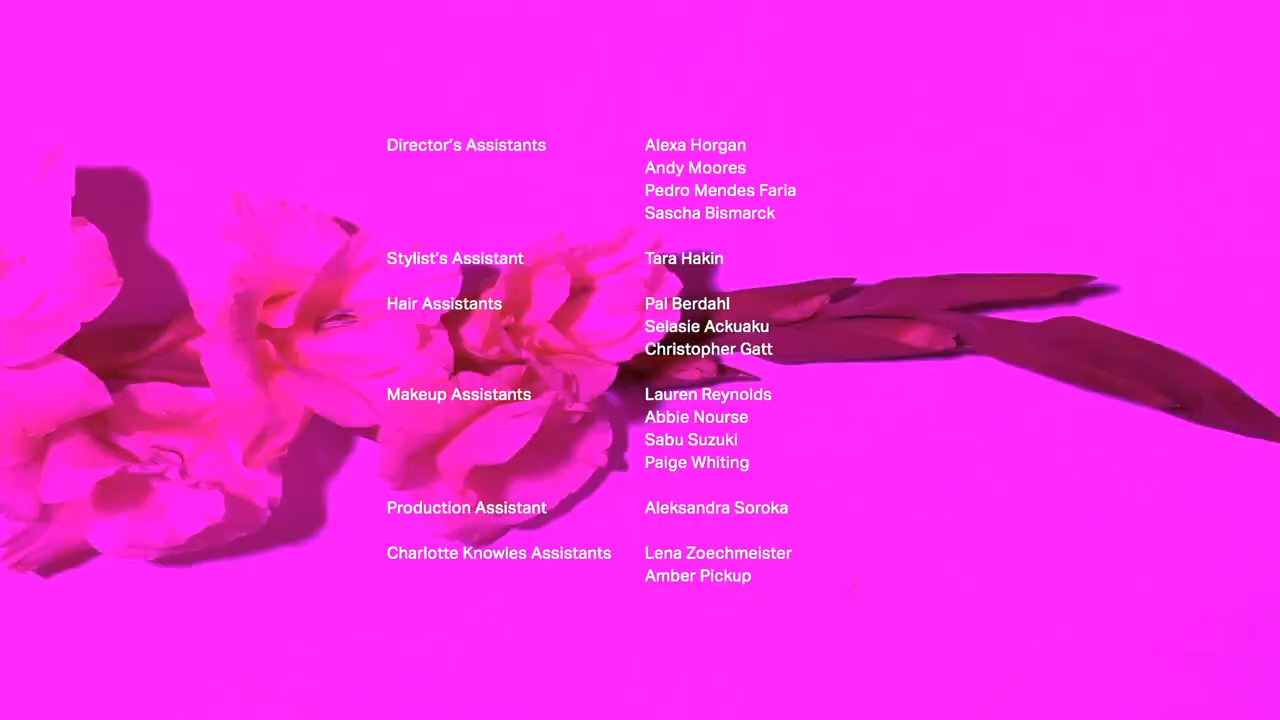 Director's Assistants Alexa Horgan
Andy Moores
Pedro Mendes Faria
Sascha Bismarck
Stylist's Assistant Tara Hakin
Hair Assistants Pal Berdahl
Selasie Ackuaku
Christopher Gatt
Makeup Assistants Lauren Reynolds
Abbie Nourse
Sabu Suzuki
Paige Whiting
Production Assistant Aleksandra Soroka
Charlotte Knowles Assistants Lena Zoechmeister
Amber Pickup